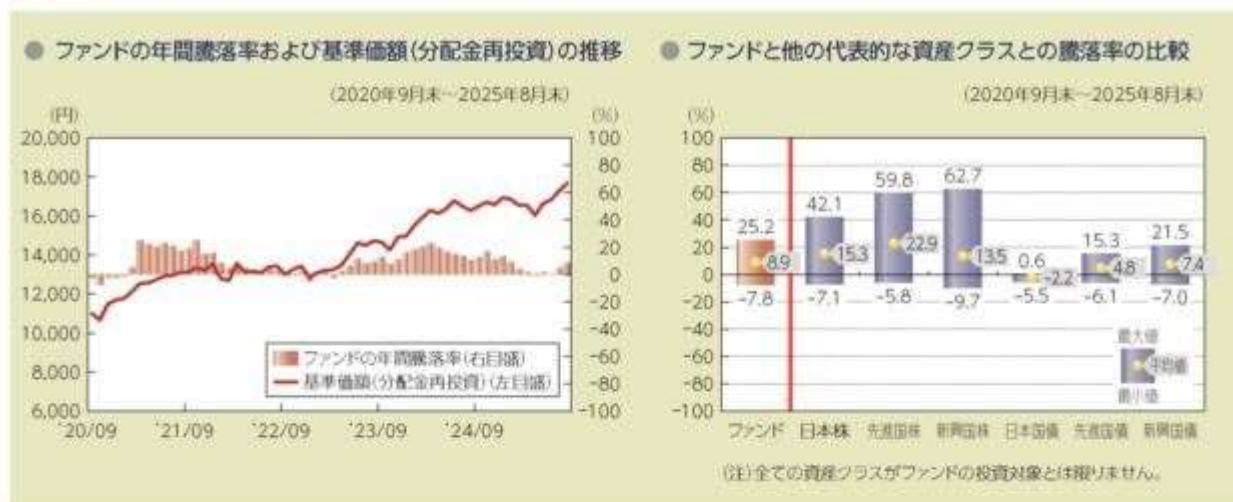 ● ファンドの年間騰落率および基準価額(分配金再投資)の推移
(2020年9月末~2025年8月末)
(円)
(%)
20,000
18,000
16,000
14,000
12,000
10,000
8,000
6,000
100
80
60
40
20
0
-20
-40
-60
-80
-100
ファンドの年間騰落率(右目盛)
基準価額(分配金再投資)(左目盛)
'20/09 '21/09 '22/09 '23/09 '24/09
● ファンドと他の代表的な資産クラスとの騰落率の比較
(2020年9月末~2025年8月末)
(%)
100
80
60
40
20
0
-20
-40
-60
-80
-100
25.2 42.1 59.8 62.7 0.6 15.3 21.5
8.9 15.3 22.9 13.5 -2.2 4.8 7.4
-7.8 -7.1 -5.8 -9.7 -5.5 -6.1 -7.0
最大値
平均値
最小値
ファンド 日本株 先進国株 新興国株 日本国債 先進国債 新興国債
(注)全ての資産クラスがファンドの投資対象とは限りません。